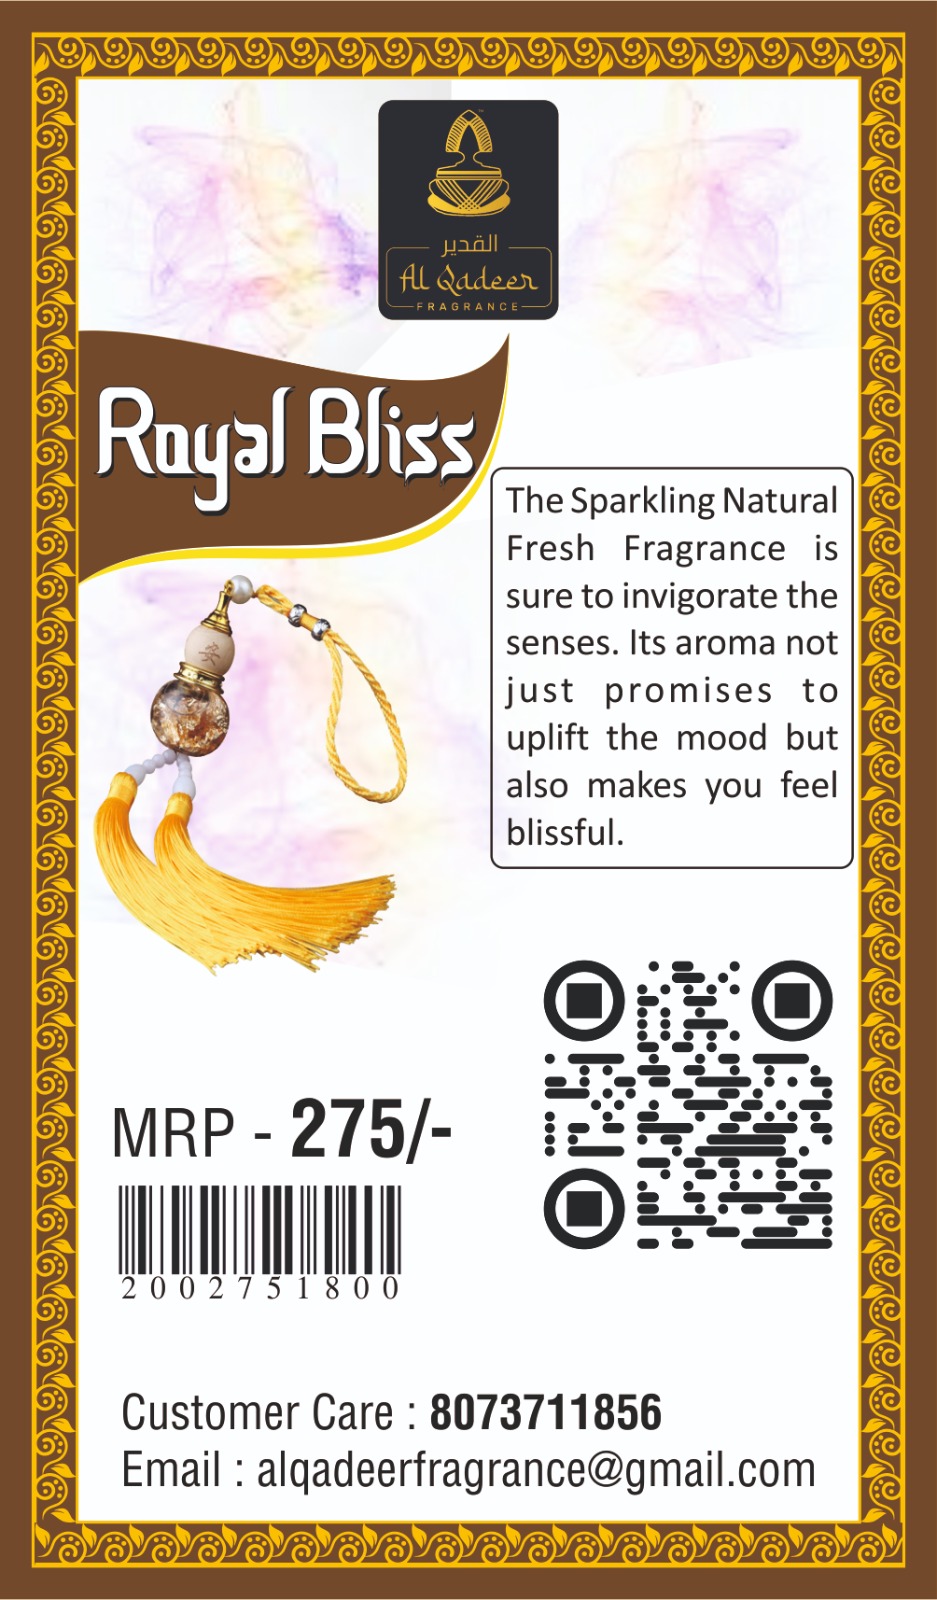 القدير
Al Qadeer
FRAGRANCE
Royal Bliss
The Sparkling Natural
Fresh Fragrance is
sure to invigorate the
senses. Its aroma not
just promises to
uplift the mood but
also makes you feel
blissful.
MRP - 275/-
2002751800
Customer Care : 8073711856
Email : alqadeerfragrance@gmail.com